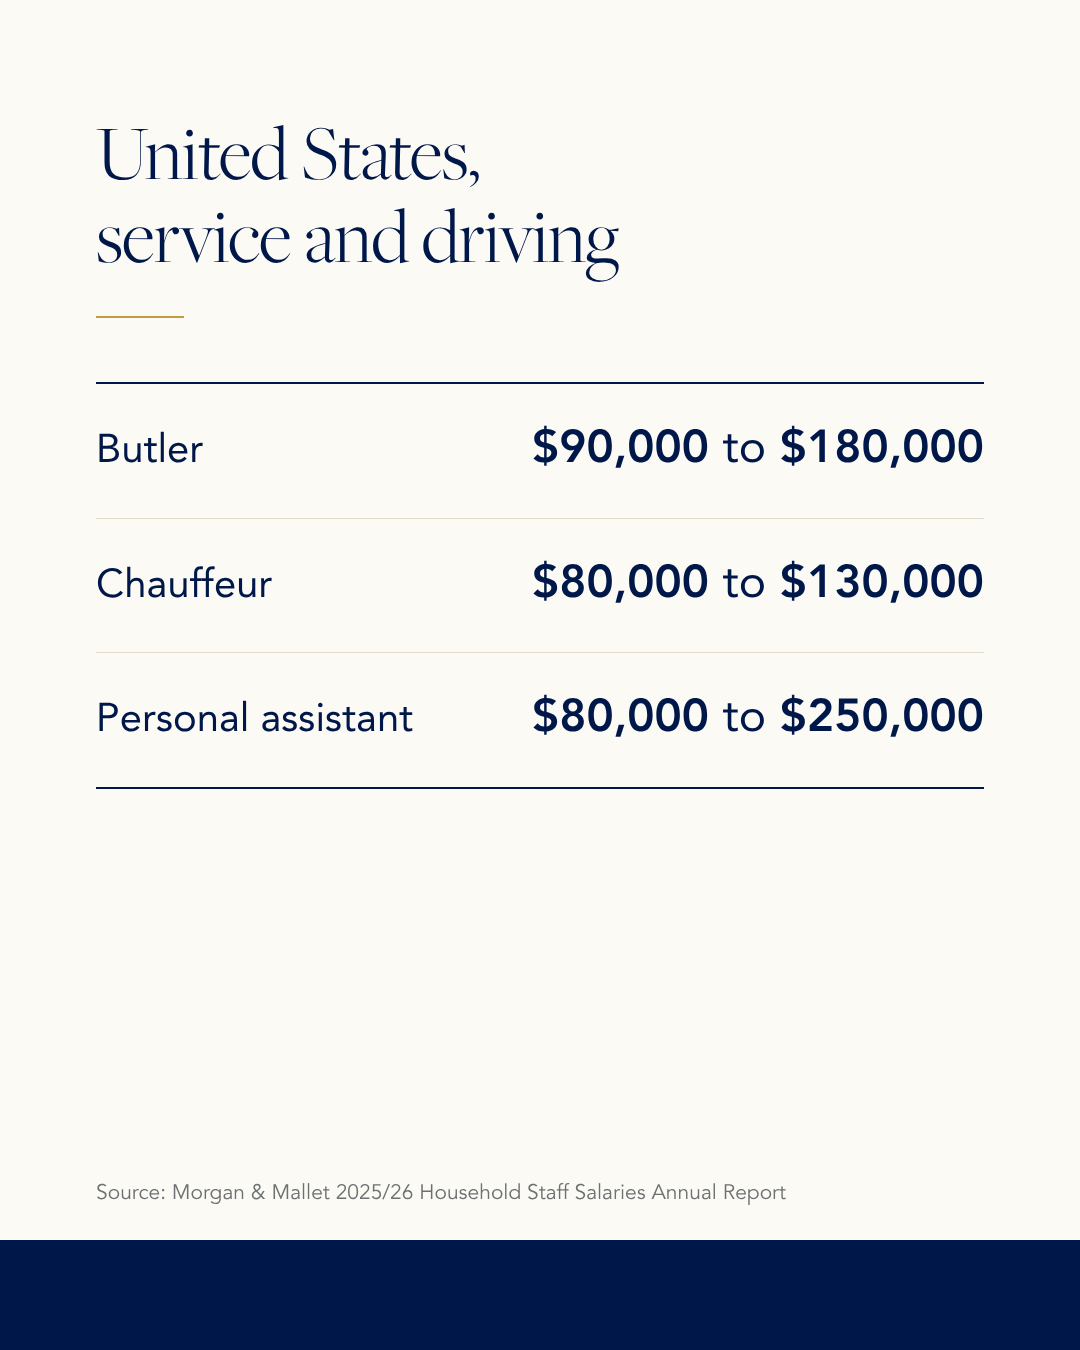 United States,
service and driving
Butler $90,000 to $180,000
Chauffeur $80,000 to $130,000
Personal assistant $80,000 to $250,000
Source: Morgan & Mallet 2025/26 Household Staff Salaries Annual Report